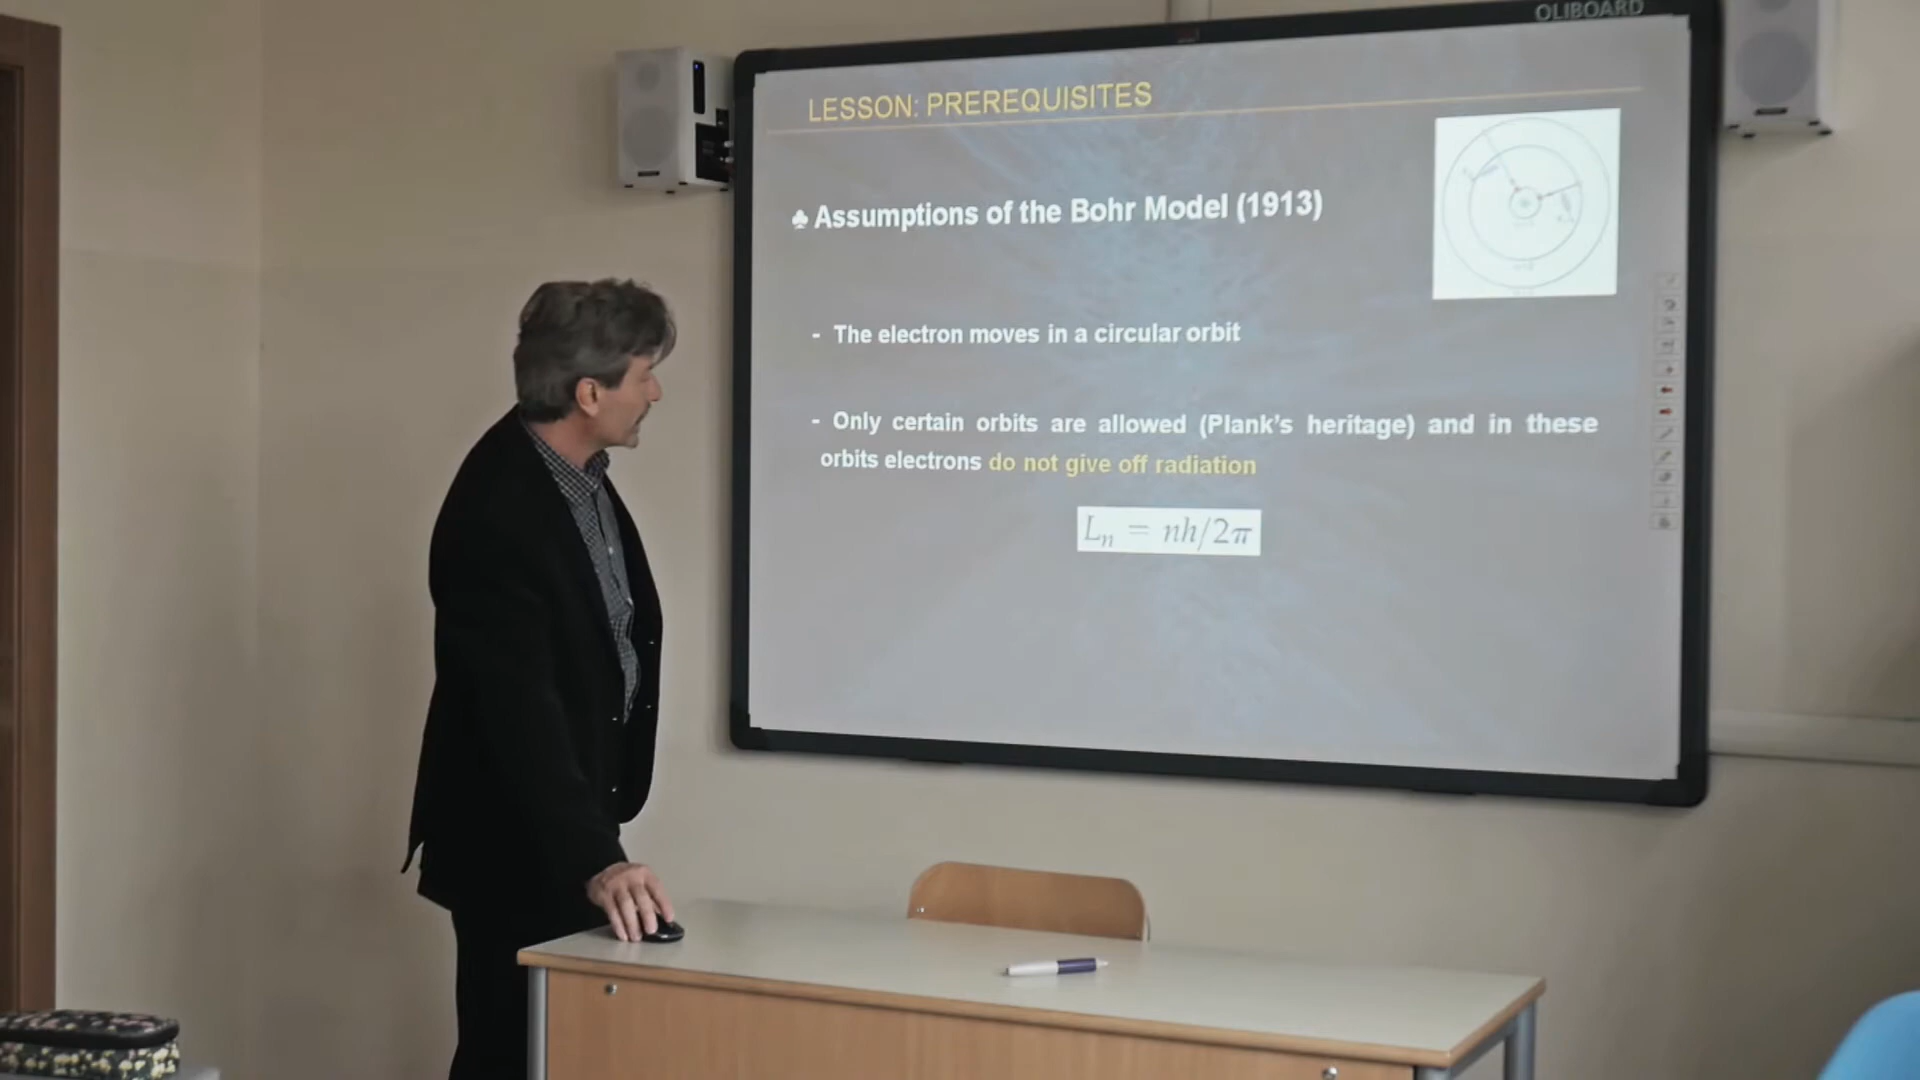 OLIBOARD
LESSON: PREREQUISITES
♣ Assumptions of the Bohr Model (1913)
- The electron moves in a circular orbit
- Only certain orbits are allowed (Plank's heritage) and in these
orbits electrons do not give off radiation
Lₙ = nh/2π